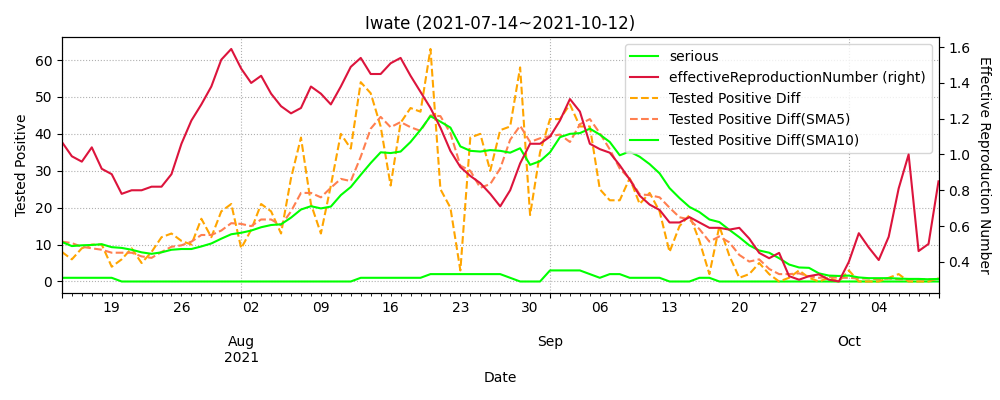 Iwate (2021-07-14~2021-10-12)
serious
effectiveReproductionNumber (right)
Tested Positive Diff
Tested Positive Diff(SMA5)
Tested Positive Diff(SMA10)
Tested Positive
60
50
40
30
20
10
0
Effective Reproduction Number
1.6
1.4
1.2
1.0
0.8
0.6
0.4
19 26 02 09 16 23 30 06 13 20 27 04
Aug Sep Oct
2021
Date